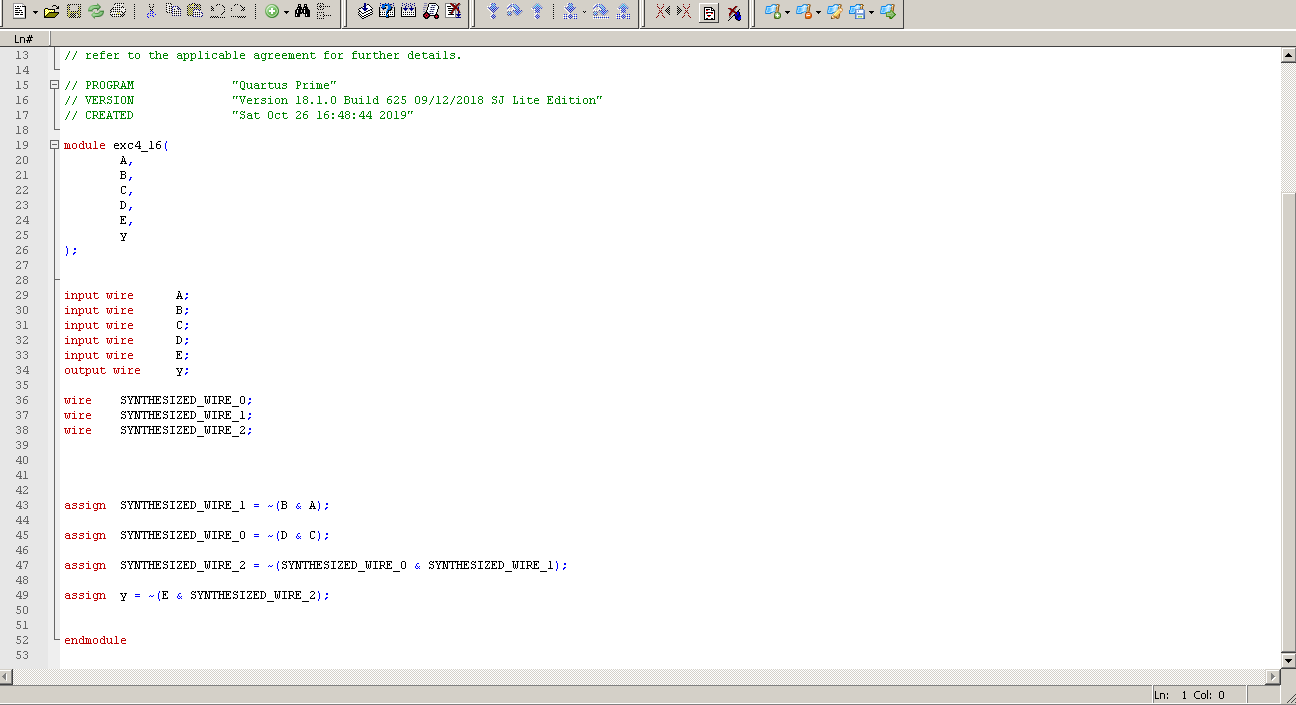 Ln#
13 // refer to the applicable agreement for further details.
14
15 // PROGRAM "Quartus Prime"
16 // VERSION "Version 18.1.0 Build 625 09/12/2018 SJ Lite Edition"
17 // CREATED "Sat Oct 26 16:48:44 2019"
18
19 module exc4_16(
20 A,
21 B,
22 C,
23 D,
24 E,
25 y
26 );
27
28
29 input wire A;
30 input wire B;
31 input wire C;
32 input wire D;
33 input wire E;
34 output wire y;
35
36 wire SYNTHESIZED_WIRE_0;
37 wire SYNTHESIZED_WIRE_1;
38 wire SYNTHESIZED_WIRE_2;
39
40
41
42
43 assign SYNTHESIZED_WIRE_1 = ~(B & A);
44
45 assign SYNTHESIZED_WIRE_0 = ~(D & C);
46
47 assign SYNTHESIZED_WIRE_2 = ~(SYNTHESIZED_WIRE_0 & SYNTHESIZED_WIRE_1);
48
49 assign y = ~(E & SYNTHESIZED_WIRE_2);
50
51
52 endmodule
53
Ln: 1 Col: 0